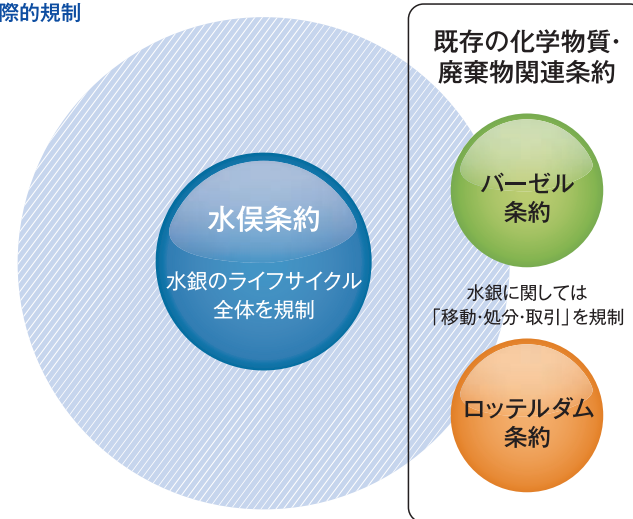 際的規制
既存の化学物質・
廃棄物関連条約
バーゼル
条約
水俣条約
水銀のライフサイクル
全体を規制
水銀に関しては
「移動・処分・取引」を規制
ロッテルダム
条約